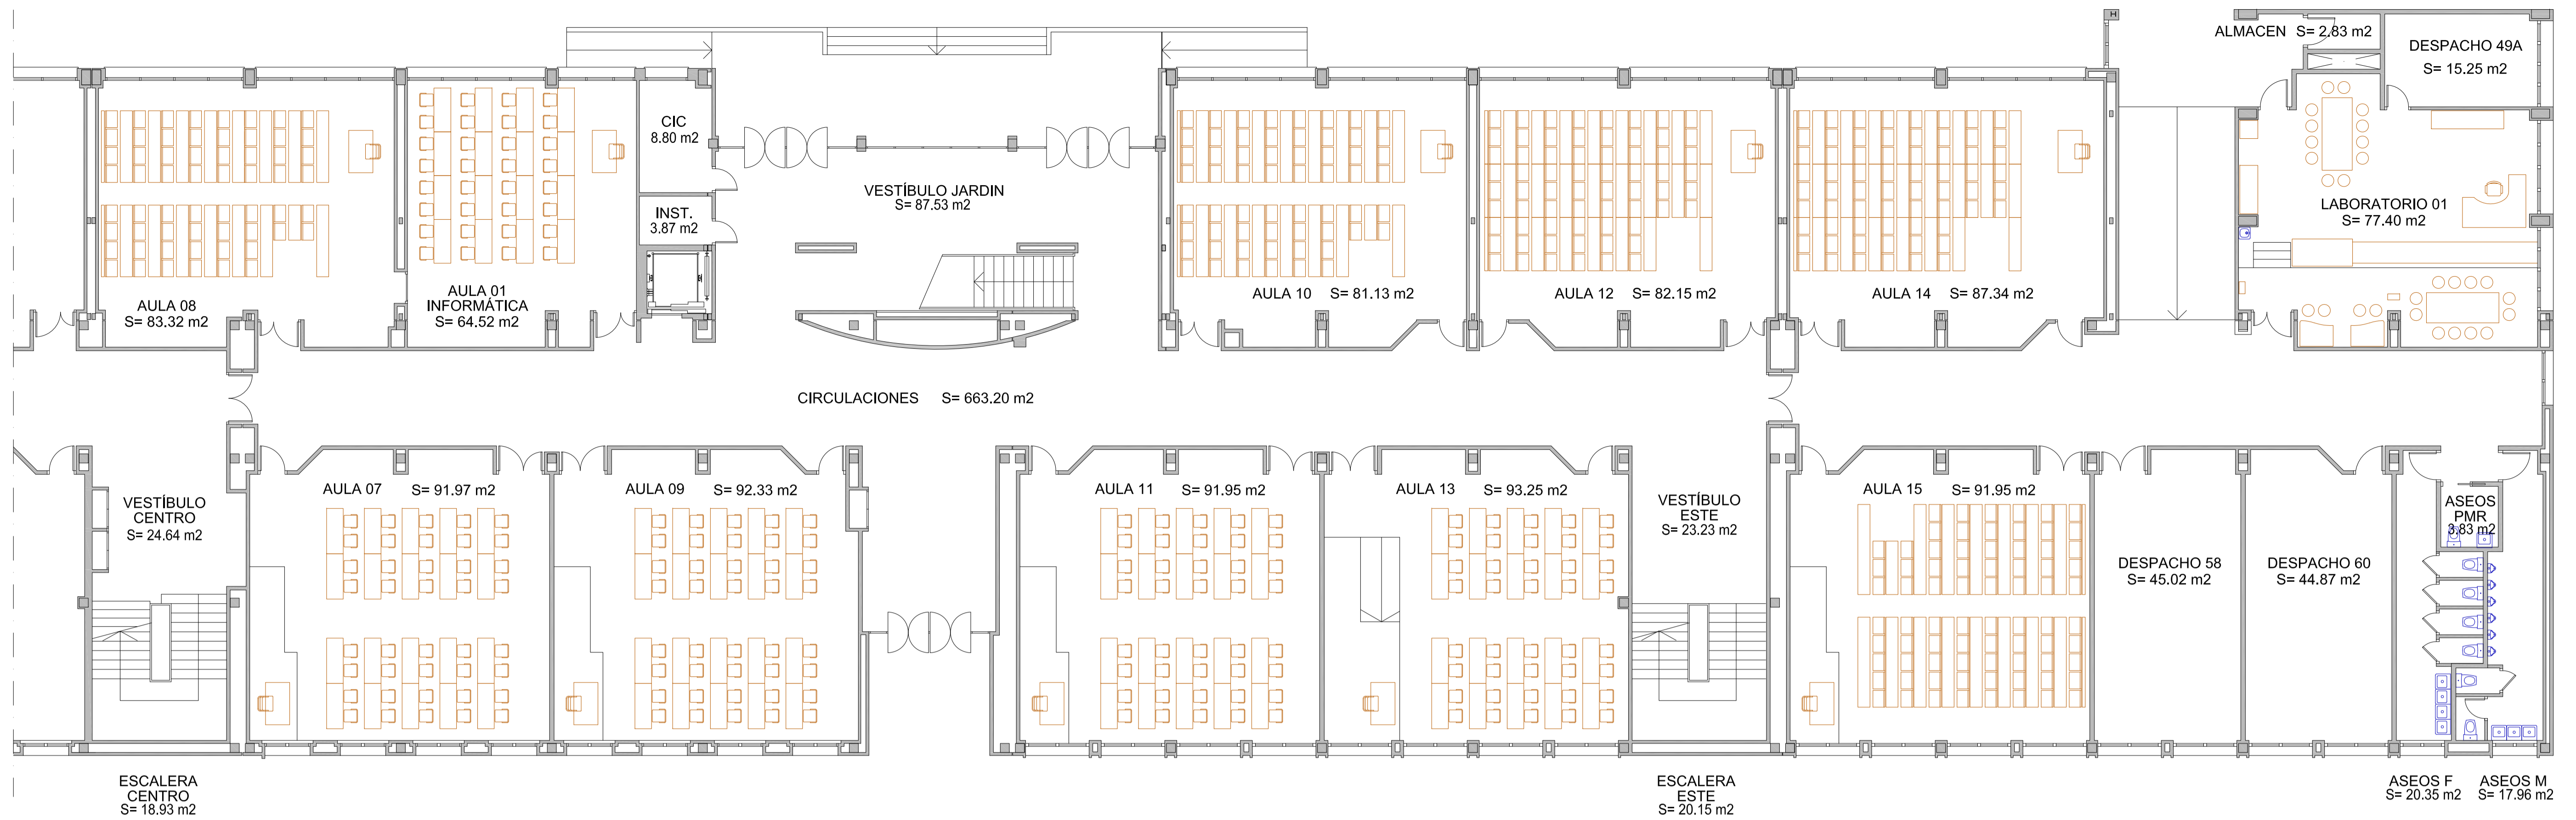 ALMACEN S= 2.83 m2
DESPACHO 49A
S= 15.25 m2
CIC
8.80 m2
VESTÍBULO JARDIN
S= 87.53 m2
INST.
3.87 m2
LABORATORIO 01
S= 77.40 m2
AULA 08
S= 83.32 m2
AULA 01
INFORMÁTICA
S= 64.52 m2
AULA 10 S= 81.13 m2
AULA 12 S= 82.15 m2
AULA 14 S= 87.34 m2
CIRCULACIONES S= 663.20 m2
VESTÍBULO
CENTRO
S= 24.64 m2
AULA 07 S= 91.97 m2
AULA 09 S= 92.33 m2
AULA 11 S= 91.95 m2
AULA 13 S= 93.25 m2
VESTÍBULO
ESTE
S= 23.23 m2
AULA 15 S= 91.95 m2
ASEOS
PMR
3.83 m2
DESPACHO 58
S= 45.02 m2
DESPACHO 60
S= 44.87 m2
ESCALERA
CENTRO
S= 18.93 m2
ESCALERA
ESTE
S= 20.15 m2
ASEOS F
S= 20.35 m2
ASEOS M
S= 17.96 m2